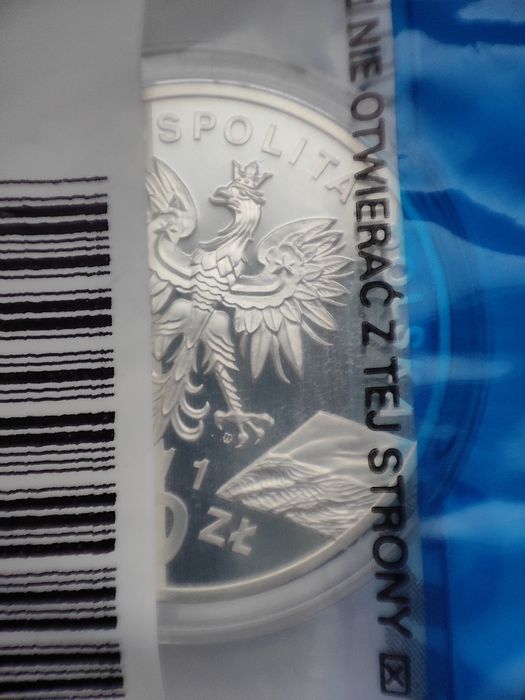 SPOLITA
1
ZŁ
NIE OTWIERAĆ Z TEJ STRONY